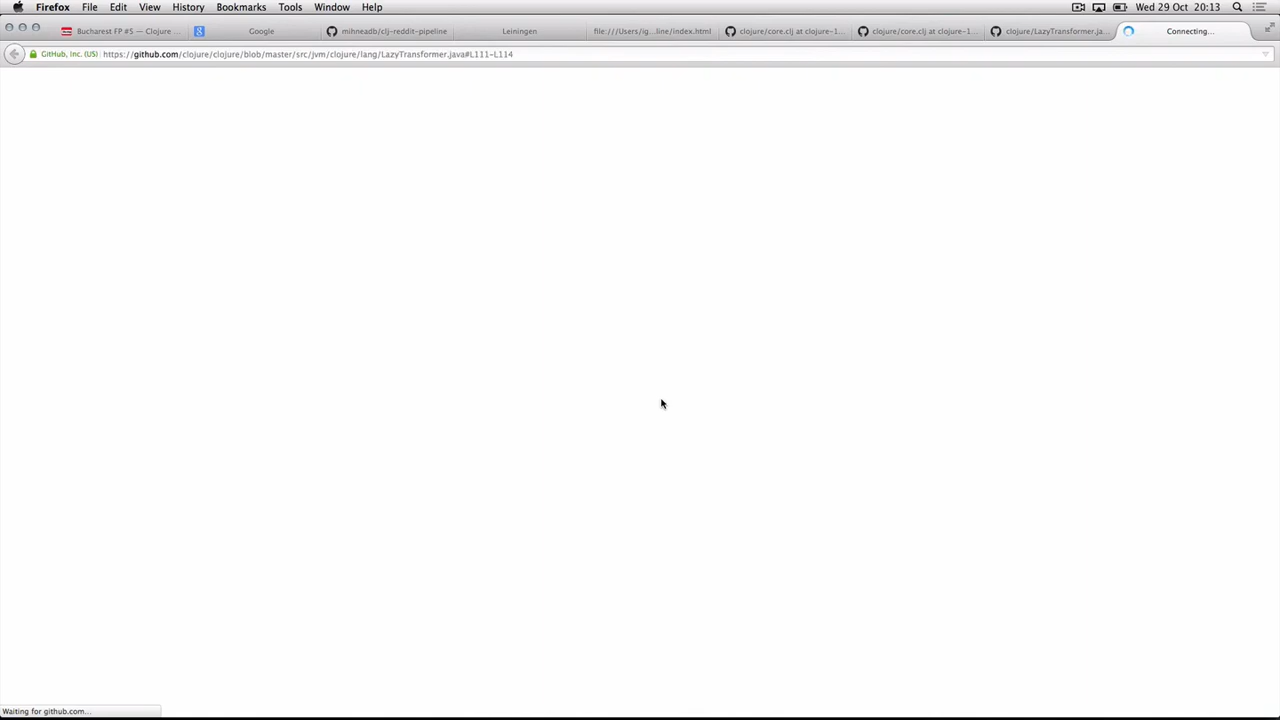 Firefox File Edit View History Bookmarks Tools Window Help Wed 29 Oct 20:13
Bucharest FP #5 — Clojure ... Google mihneadb/clj-reddit-pipeline Leiningen file:///Users/ig...line/index.html clojure/core.clj at clojure-1... clojure/core.clj at clojure-1... clojure/LazyTransformer.ja... Connecting...
GitHub, Inc. (US) https://github.com/clojure/clojure/blob/master/src/jvm/clojure/lang/LazyTransformer.java#L111-L114
Waiting for github.com...